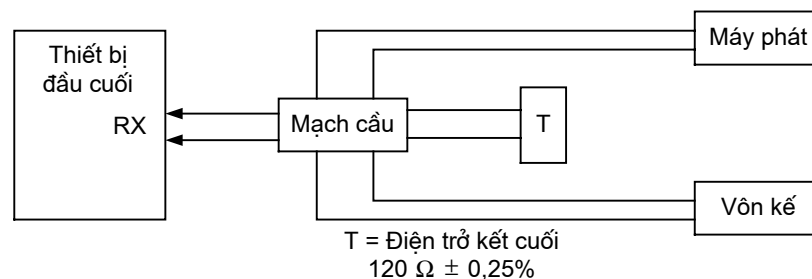 Máy phát
Thiết bị
đầu cuối
RX
Mạch cầu
T
Vôn kế
T = Điện trở kết cuối
120 Ω ± 0,25%